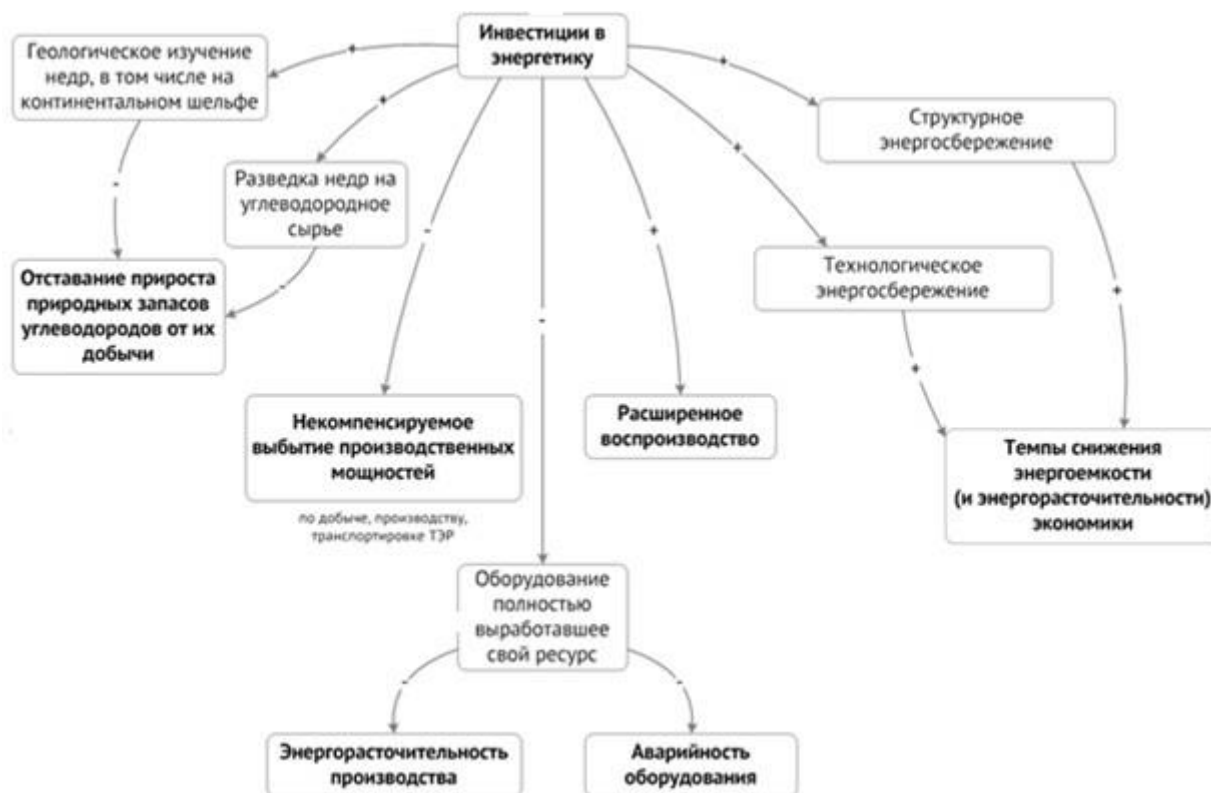 Инвестиции в
энергетику
Геологическое изучение
недр, в том числе на
континентальном шельфе
+
+
+
Структурное
энергосбережение
+
-
Разведка недр на
углеводородное
сырье
-
+
Технологическое
энергосбережение
Отставание прироста
природных запасов
углеводородов от их
добычи
-
-
+
+
Некомпенсируемое
выбытие производственных
мощностей
по добыче, производству,
транспортировке ТЭР
Расширенное
воспроизводство
Темпы снижения
энергоемкости
(и энергорасточительности)
экономики
Оборудование
полностью
выработавшее
свой ресурс
-
-
Энергорасточительность
производства
Аварийность
оборудования